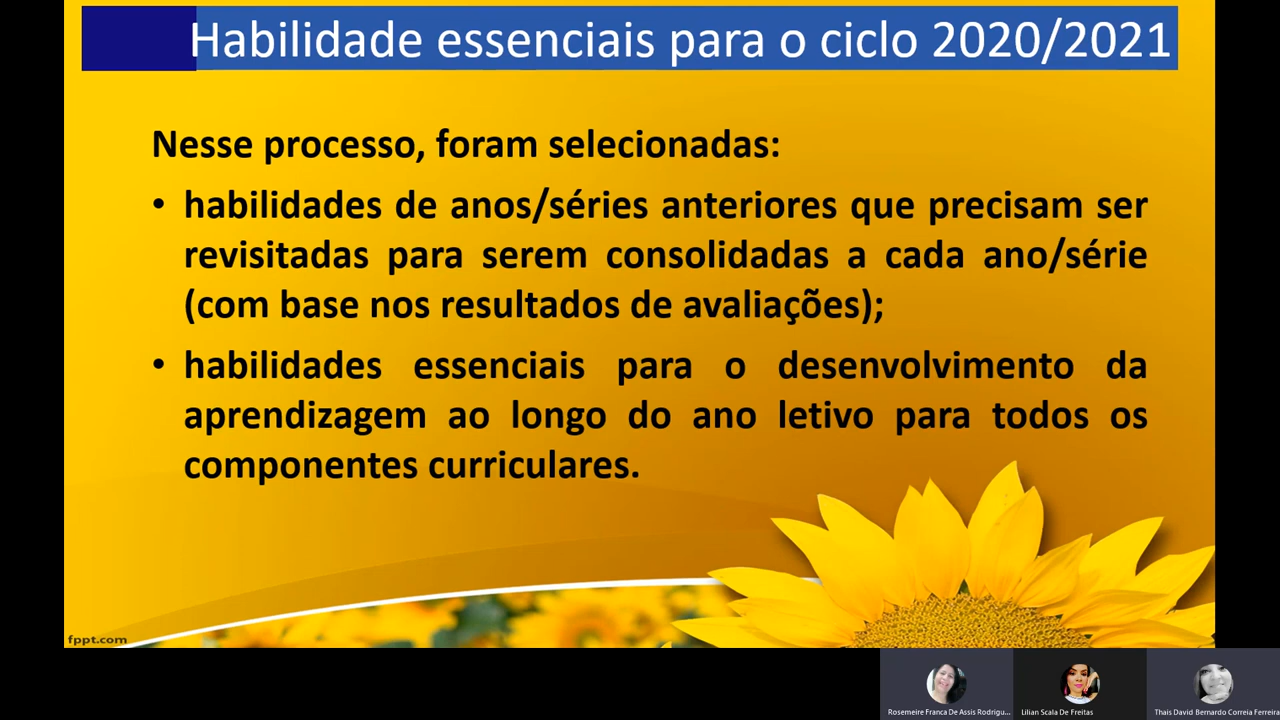 Habilidade essenciais para o ciclo 2020/2021
Nesse processo, foram selecionadas:
• habilidades de anos/séries anteriores que precisam ser
revisitadas para serem consolidadas a cada ano/série
(com base nos resultados de avaliações);
• habilidades essenciais para o desenvolvimento da
aprendizagem ao longo do ano letivo para todos os
componentes curriculares.
fppt.com
Rosemeire Franca De Assis Rodrigu...
Lilian Scala De Freitas
Thais David Bernardo Correia Ferreira